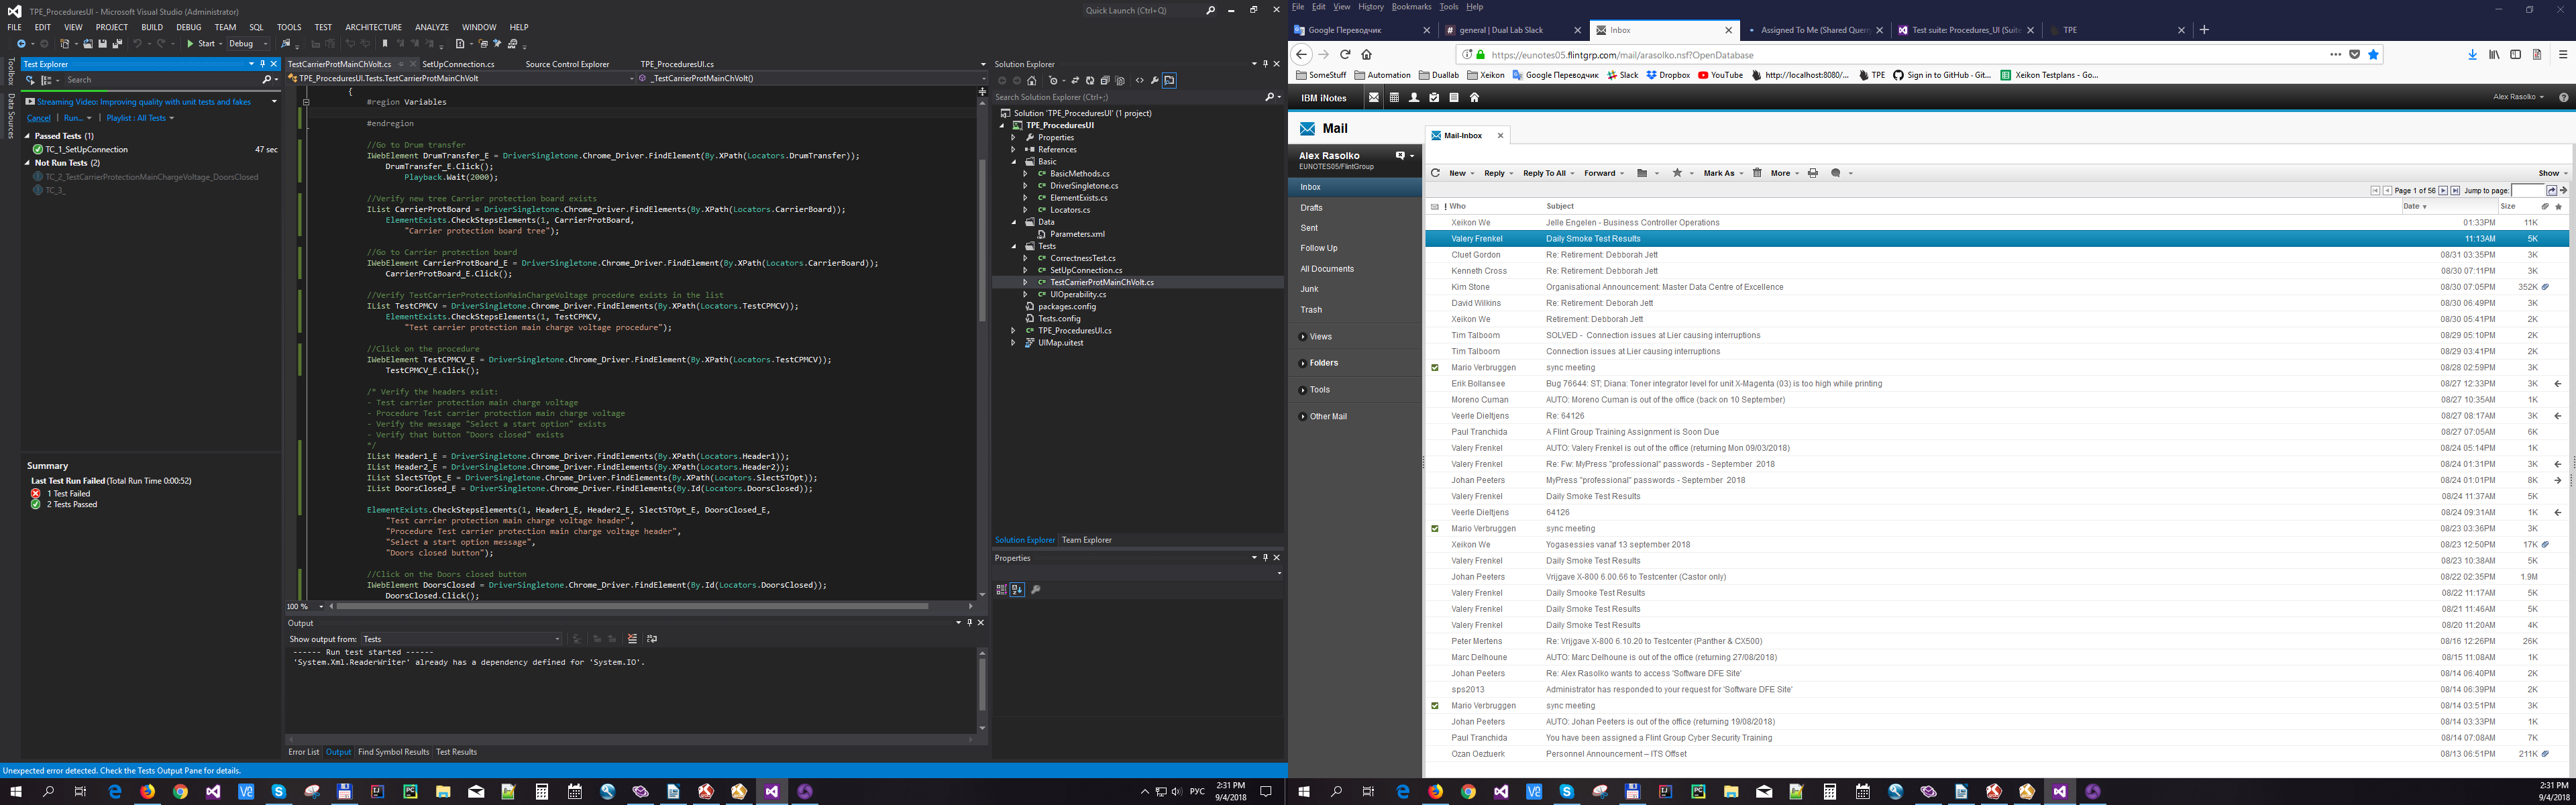 TPE_ProceduresUI - Microsoft Visual Studio (Administrator)
Quick Launch (Ctrl+Q)
FILE EDIT VIEW PROJECT BUILD DEBUG TEAM SQL TOOLS TEST ARCHITECTURE ANALYZE WINDOW HELP
Start Debug
Toolbox
Data Sources
Test Explorer
Search
Streaming Video: Improving quality with unit tests and fakes
Cancel | Run... | Playlist : All Tests
Passed Tests (1)
TC_1_SetUpConnection 47 sec
Not Run Tests (2)
TC_2_TestCarrierProtectionMainChargeVoltage_DoorsClosed
TC_3_
Summary
Last Test Run Failed (Total Run Time 0:00:52)
1 Test Failed
2 Tests Passed
TestCarrierProtMainChVolt.cs SetUpConnection.cs Source Control Explorer TPE_ProceduresUI.cs
TPE_ProceduresUI.Tests.TestCarrierProtMainChVolt _TestCarrierProtMainChVolt()
{
#region Variables
#endregion
//Go to Drum transfer
IWebElement DrumTransfer_E = DriverSingletone.Chrome_Driver.FindElement(By.XPath(Locators.DrumTransfer));
DrumTransfer_E.Click();
Playback.Wait(2000);
//Verify new tree Carrier protection board exists
IList CarrierProtBoard = DriverSingletone.Chrome_Driver.FindElements(By.XPath(Locators.CarrierBoard));
ElementExists.CheckStepsElements(1, CarrierProtBoard,
"Carrier protection board tree");
//Go to Carrier protection board
IWebElement CarrierProtBoard_E = DriverSingletone.Chrome_Driver.FindElement(By.XPath(Locators.CarrierBoard));
CarrierProtBoard_E.Click();
//Verify TestCarrierProtectionMainChargeVoltage procedure exists in the list
IList TestCPMCV = DriverSingletone.Chrome_Driver.FindElements(By.XPath(Locators.TestCPMCV));
ElementExists.CheckStepsElements(1, TestCPMCV,
"Test carrier protection main charge voltage procedure");
//Click on the procedure
IWebElement TestCPMCV_E = DriverSingletone.Chrome_Driver.FindElement(By.XPath(Locators.TestCPMCV));
TestCPMCV_E.Click();
/* Verify the headers exist:
- Test carrier protection main charge voltage
- Procedure Test carrier protection main charge voltage
- Verify the message "Select a start option" exists
- Verify that button "Doors closed" exists
*/
IList Header1_E = DriverSingletone.Chrome_Driver.FindElements(By.XPath(Locators.Header1));
IList Header2_E = DriverSingletone.Chrome_Driver.FindElements(By.XPath(Locators.Header2));
IList SlectSTOpt_E = DriverSingletone.Chrome_Driver.FindElements(By.XPath(Locators.SlectSTOpt));
IList DoorsClosed_E = DriverSingletone.Chrome_Driver.FindElements(By.Id(Locators.DoorsClosed));
ElementExists.CheckStepsElements(1, Header1_E, Header2_E, SlectSTOpt_E, DoorsClosed_E,
"Test carrier protection main charge voltage header",
"Procedure Test carrier protection main charge voltage header",
"Select a start option message",
"Doors closed button");
//Click on the Doors closed button
IWebElement DoorsClosed = DriverSingletone.Chrome_Driver.FindElement(By.Id(Locators.DoorsClosed));
DoorsClosed.Click();
100 %
Output
Show output from: Tests
------ Run test started ------
'System.Xml.ReaderWriter' already has a dependency defined for 'System.IO'.
Error List Output Find Symbol Results Test Results
Unexpected error detected. Check the Tests Output Pane for details.
Solution Explorer
Search Solution Explorer (Ctrl+;)
Solution 'TPE_ProceduresUI' (1 project)
TPE_ProceduresUI
Properties
References
Basic
BasicMethods.cs
DriverSingletone.cs
ElementExists.cs
Locators.cs
Data
Parameters.xml
Tests
CorrectnessTest.cs
SetUpConnection.cs
TestCarrierProtMainChVolt.cs
UIOperability.cs
packages.config
Tests.config
TPE_ProceduresUI.cs
UIMap.uitest
Solution Explorer Team Explorer
Properties
РУС
2:31 PM
9/4/2018
File Edit View History Bookmarks Tools Help
Google Переводчик general | Dual Lab Slack Inbox Assigned To Me (Shared Quer Test suite: Procedures_UI (Suite TPE
https://eunotes05.flintgrp.com/mail/arasolko.nsf?OpenDatabase
SomeStuff Automation Duallab Xeikon Google Переводчик Slack Dropbox YouTube http://localhost:8080/... TPE Sign in to GitHub · Git... Xeikon Testplans - Go...
IBM iNotes
Alex Rasolko
Mail
Mail-Inbox
Alex Rasolko
EUNOTES05/FlintGroup
Inbox
Drafts
Sent
Follow Up
All Documents
Junk
Trash
Views
Folders
Tools
Other Mail
New Reply Reply To All Forward Mark As More Show
Page 1 of 56 Jump to page:
! Who Subject Date Size
Xeikon We Jelle Engelen - Business Controller Operations 01:33PM 11K
Valery Frenkel Daily Smoke Test Results 11:13AM 5K
Cluet Gordon Re: Retirement: Debborah Jett 08/31 03:35PM 3K
Kenneth Cross Re: Retirement: Debborah Jett 08/30 07:11PM 3K
Kim Stone Organisational Announcement: Master Data Centre of Excellence 08/30 07:05PM 352K
David Wilkins Re: Retirement: Deborah Jett 08/30 06:49PM 3K
Xeikon We Retirement: Debborah Jett 08/30 05:41PM 2K
Tim Talboom SOLVED - Connection issues at Lier causing interruptions 08/29 05:10PM 2K
Tim Talboom Connection issues at Lier causing interruptions 08/29 03:41PM 2K
Mario Verbruggen sync meeting 08/28 02:59PM 3K
Erik Bollansee Bug 76644: ST; Diana: Toner integrator level for unit X-Magenta (03) is too high while printing 08/27 12:33PM 3K
Moreno Cuman AUTO: Moreno Cuman is out of the office (back on 10 September) 08/27 10:35AM 1K
Veerle Dieltjens Re: 64126 08/27 08:17AM 3K
Paul Tranchida A Flint Group Training Assignment is Soon Due 08/27 07:05AM 6K
Valery Frenkel AUTO: Valery Frenkel is out of the office (returning Mon 09/03/2018) 08/24 05:14PM 1K
Valery Frenkel Re: Fw: MyPress "professional" passwords - September 2018 08/24 01:31PM 3K
Johan Peeters MyPress "professional" passwords - September 2018 08/24 01:01PM 8K
Valery Frenkel Daily Smoke Test Results 08/24 11:37AM 5K
Veerle Dieltjens 64126 08/24 09:31AM 1K
Mario Verbruggen sync meeting 08/23 03:36PM 3K
Xeikon We Yogasessies vanaf 13 september 2018 08/23 12:50PM 17K
Valery Frenkel Daily Smoke Test Results 08/23 10:38AM 5K
Johan Peeters Vrijgave X-800 6.00.66 to Testcenter (Castor only) 08/22 02:35PM 1.9M
Valery Frenkel Daily Smooke Test Results 08/22 11:17AM 5K
Valery Frenkel Daily Smoke Test Results 08/21 11:46AM 5K
Valery Frenkel Daily Smoke Test Results 08/20 11:20AM 4K
Peter Mertens Re: Vrijgave X-800 6.10.20 to Testcenter (Panther & CX500) 08/16 12:26PM 26K
Marc Delhoune AUTO: Marc Delhoune is out of the office (returning 27/08/2018) 08/15 11:08AM 1K
Johan Peeters Re: Alex Rasolko wants to access 'Software DFE Site' 08/14 06:40PM 2K
sps2013 Administrator has responded to your request for 'Software DFE Site' 08/14 06:39PM 2K
Mario Verbruggen sync meeting 08/14 03:51PM 3K
Johan Peeters AUTO: Johan Peeters is out of the office (returning 19/08/2018) 08/14 03:33PM 1K
Paul Tranchida You have been assigned a Flint Group Cyber Security Training 08/14 07:08AM 7K
Ozan Oeztuerk Personnel Announcement – ITS Offset 08/13 06:51PM 211K
2:31 PM
9/4/2018